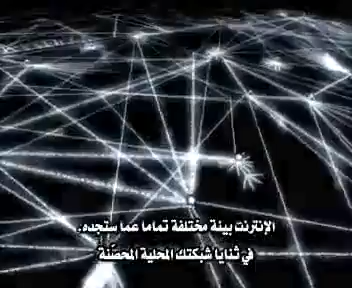 الإنترنت بيئة مختلفة تماما عما ستجده.
في ثنايا شبكتك المحلية المحصّنة